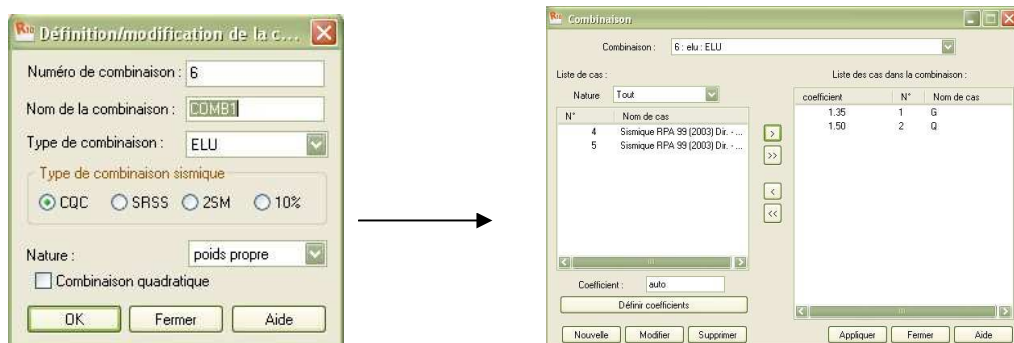 Définition/modification de la c...
Numéro de combinaison : 6
Nom de la combinaison : COMB1
Type de combinaison : ELU
Type de combinaison sismique
CQC SRSS 2SM 10%
Nature : poids propre
Combinaison quadratique
OK Fermer Aide
Combinaison
Combinaison : 6 : elu : ELU
Liste de cas :
Nature Tout
N° Nom de cas
4 Sismique RPA 99 (2003) Dir. - ...
5 Sismique RPA 99 (2003) Dir. - ...
Coefficient : auto
Définir coefficients
Nouvelle Modifier Supprimer
> 
>>
<
<<
Liste des cas dans la combinaison :
coefficient N° Nom de cas
1.35 1 G
1.50 2 Q
Appliquer Fermer Aide